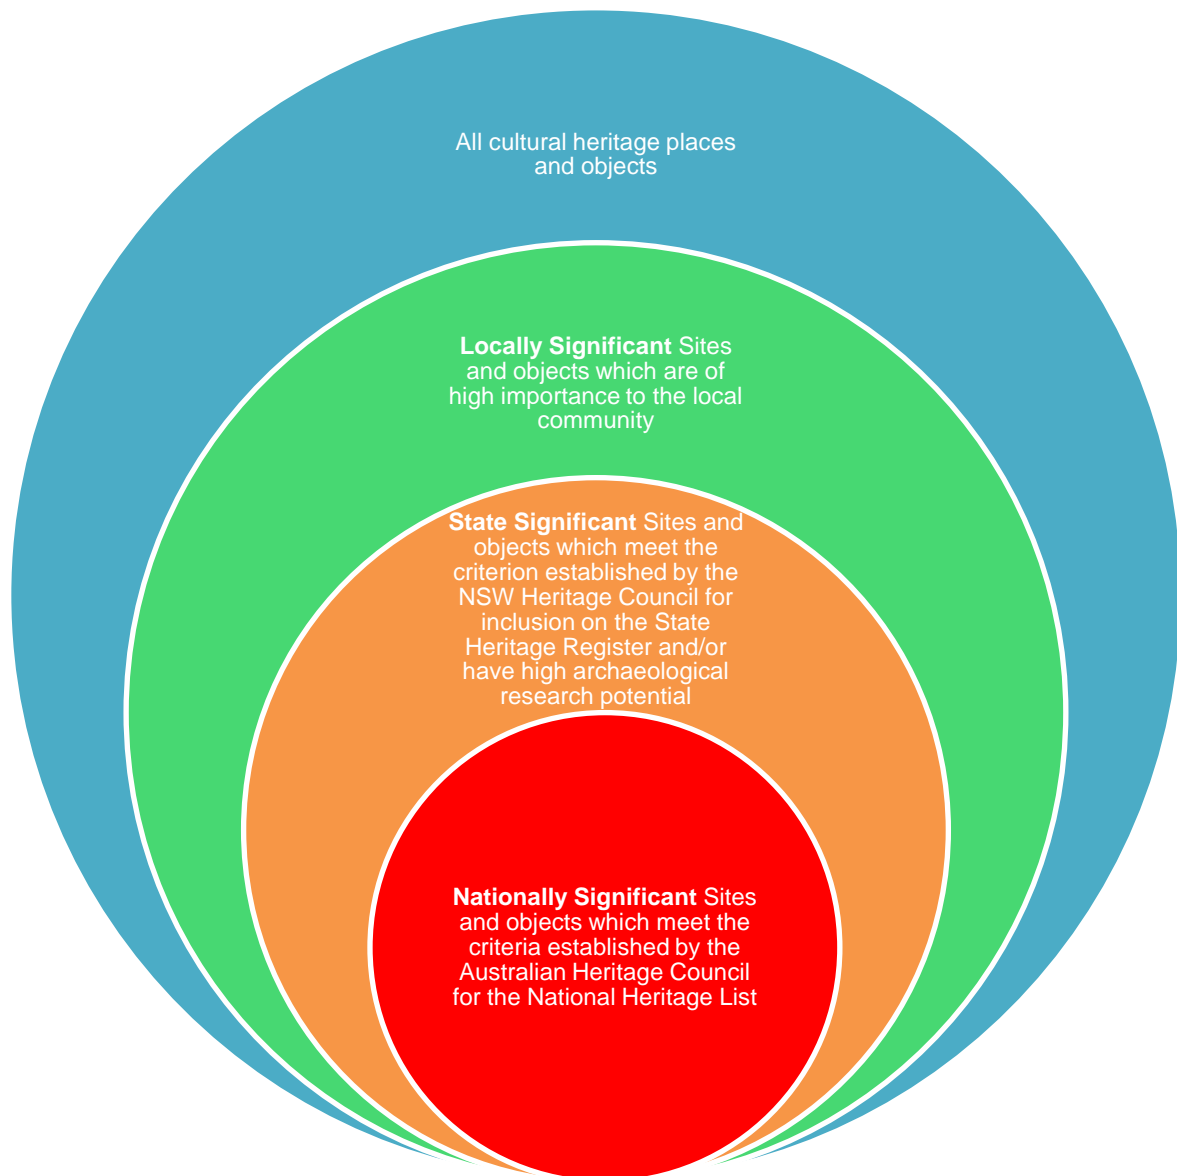 All cultural heritage places
and objects
Locally Significant Sites
and objects which are of
high importance to the local
community
State Significant Sites and
objects which meet the
criterion established by the
NSW Heritage Council for
inclusion on the State
Heritage Register and/or
have high archaeological
research potential
Nationally Significant Sites
and objects which meet the
criteria established by the
Australian Heritage Council
for the National Heritage List